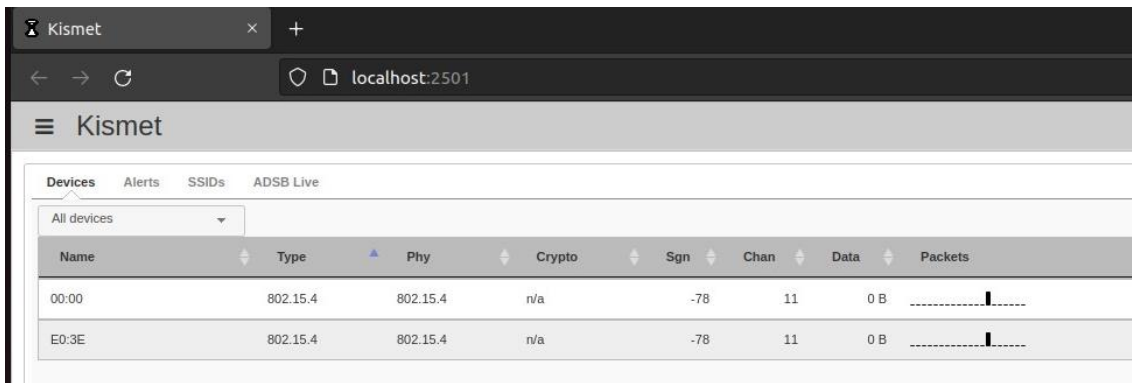 Kismet
localhost:2501
Kismet
Devices Alerts SSIDs ADSB Live
All devices
Name Type Phy Crypto Sgn Chan Data Packets
00:00 802.15.4 802.15.4 n/a -78 11 0 B
E0:3E 802.15.4 802.15.4 n/a -78 11 0 B